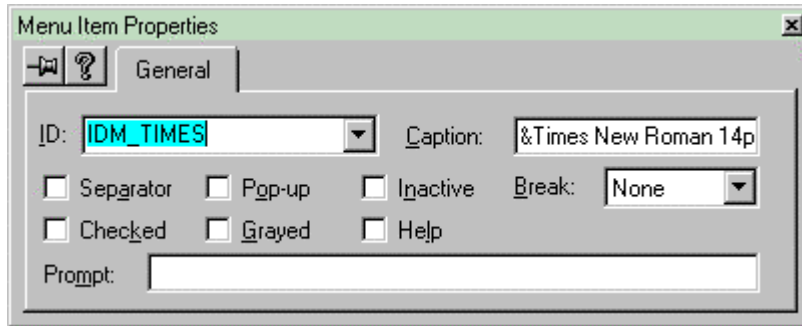 Menu Item Properties
General
ID: IDM_TIMES Caption: &Times New Roman 14p
Separator Pop-up Inactive Break: None
Checked Grayed Help
Prompt: